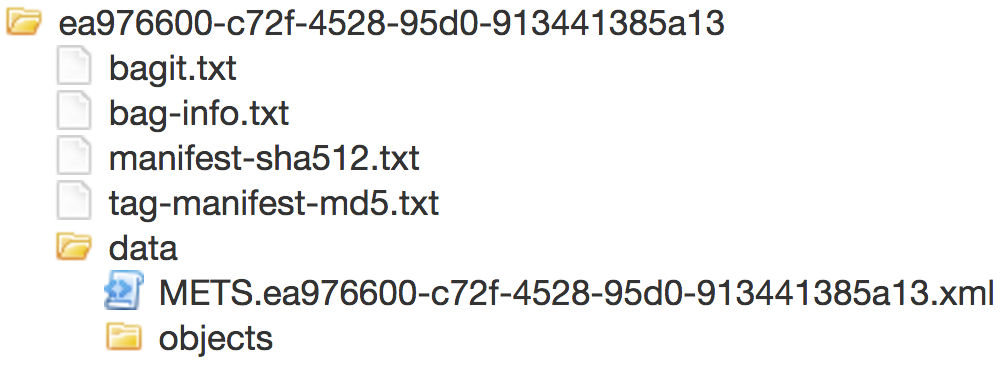 ea976600-c72f-4528-95d0-913441385a13
bagit.txt
bag-info.txt
manifest-sha512.txt
tag-manifest-md5.txt
data
METS.ea976600-c72f-4528-95d0-913441385a13.xml
objects